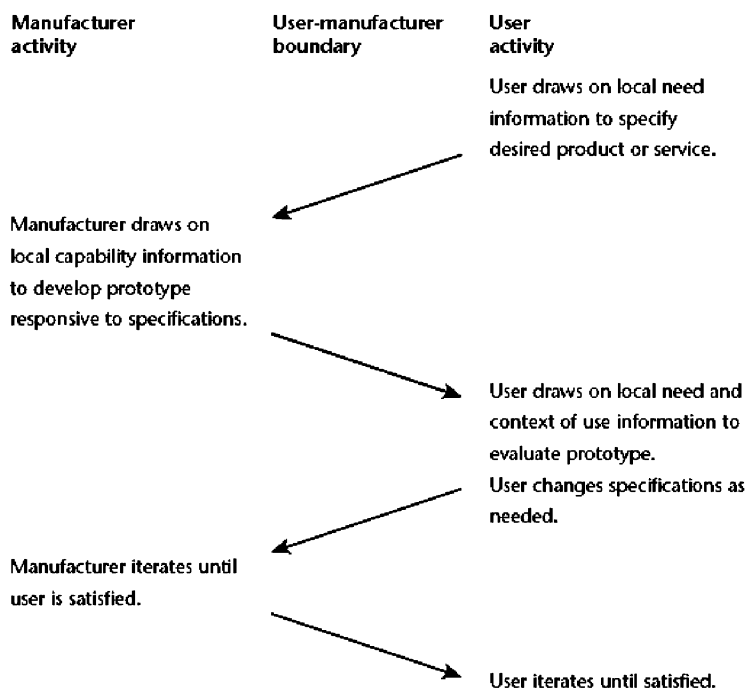 Manufacturer
activity
User-manufacturer
boundary
User
activity
User draws on local need
information to specify
desired product or service.
Manufacturer draws on
local capability information
to develop prototype
responsive to specifications.
User draws on local need and
context of use information to
evaluate prototype.
User changes specifications as
needed.
Manufacturer iterates until
user is satisfied.
User iterates until satisfied.